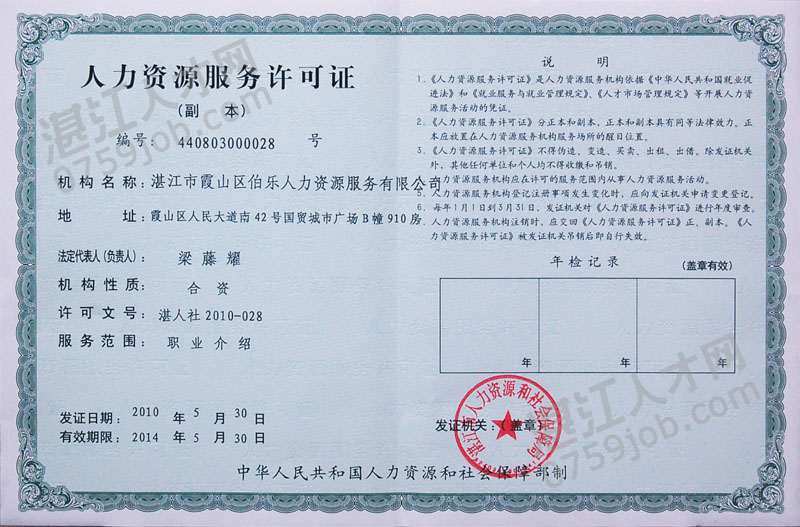 人力资源服务许可证
(副 本)
编号: 440803000028 号
机构名称: 湛江市霞山区伯乐人力资源服务有限公司
地 址: 霞山区人民大道南42号国贸城市广场B幢910房
法定代表人(负责人): 梁藤耀
机构性质: 合资
许可文号: 湛人社2010-028
服务范围: 职业介绍
发证日期: 2010 年 5 月 30 日
有效期限: 2014 年 5 月 30 日
说 明
1、《人力资源服务许可证》是人力资源服务机构依据《中华人民共和国就业促
进法》和《就业服务与就业管理规定》、《人才市场管理规定》等开展人力资
源服务活动的凭证。
2、《人力资源服务许可证》分正本和副本，正本和副本具有同等法律效力。正
本应放置在人力资源服务机构服务场所的醒目位置。
3、《人力资源服务许可证》不得伪造、变造、买卖、出租、出借。除发证机关
外，其他任何单位和个人均不得收缴和吊销。
人力资源服务机构应在许可的服务范围内从事人力资源服务活动。
5、人力资源服务机构登记注册事项发生变化时，应向发证机关申请变更登记。
6、每年1月1日到3月31日，发证机关对《人力资源服务许可证》进行年度审查。
人力资源服务机构注销时，应交回《人力资源服务许可证》正、副本。《人
力资源服务许可证》被发证机关吊销后即自行失效。
年检记录 (盖章有效)
年 年 年
发证机关:(盖章)
湛江市人力资源和社会保障局
中华人民共和国人力资源和社会保障部制
湛江人才网
0759job.com
湛江人才网
0759job.com